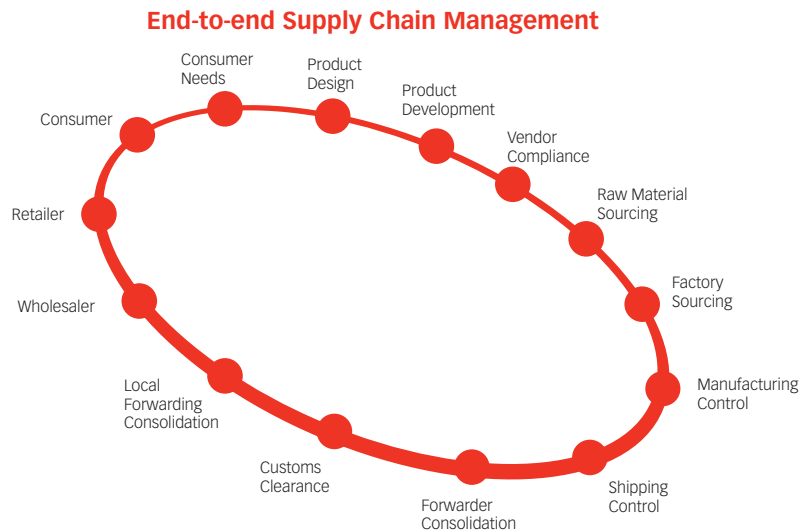 End-to-end Supply Chain Management
Consumer
Needs
Product
Design
Product
Development
Vendor
Compliance
Raw Material
Sourcing
Factory
Sourcing
Manufacturing
Control
Shipping
Control
Forwarder
Consolidation
Customs
Clearance
Local
Forwarding
Consolidation
Wholesaler
Retailer
Consumer